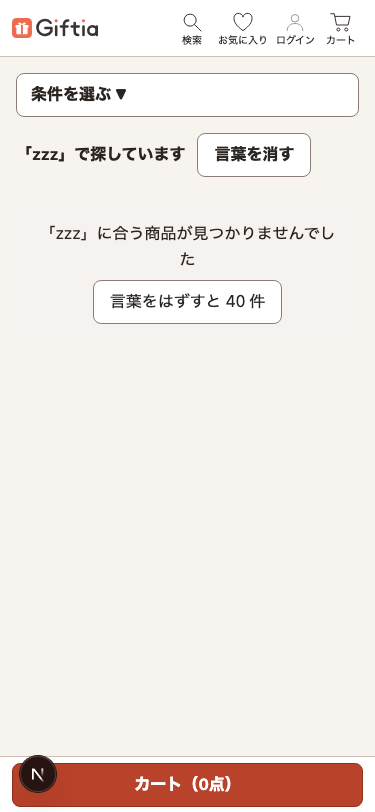 Giftia
検索 お気に入り ログイン カート
条件を選ぶ▼
「zzz」で探しています 言葉を消す
「zzz」に合う商品が見つかりませんでし
た
言葉をはずすと 40 件
N
カート（0点）